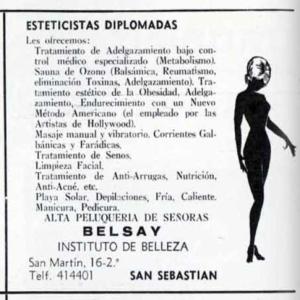 ESTETICISTAS DIPLOMADAS
Les ofrecemos:
Tratamiento de Adelgazamiento bajo con-
trol médico especializado (Metabolismo).
Sauna de Ozono (Balsámica, Reumatismo,
eliminación Toxinas, Adelgazamiento). Tra-
tamiento estético de la Obesidad, Adelga-
zamiento, Endurecimiento con un Nuevo
Método Americano (el empleado por las
Artistas de Hollywood).
Masaje manual y vibratorio. Corrientes Gal-
bánicas y Farádicas.
Tratamiento de Senos.
Limpieza Facial.
Tratamiento de Anti-Arrugas, Nutrición,
Anti-Acné, etc.
Playa Solar, Depilaciones, Fría, Caliente.
Manicura, Pedicura.
ALTA PELUQUERIA DE SEÑORAS
BELSAY
INSTITUTO DE BELLEZA
San Martín, 16-2.º
Telf. 414401 SAN SEBASTIAN